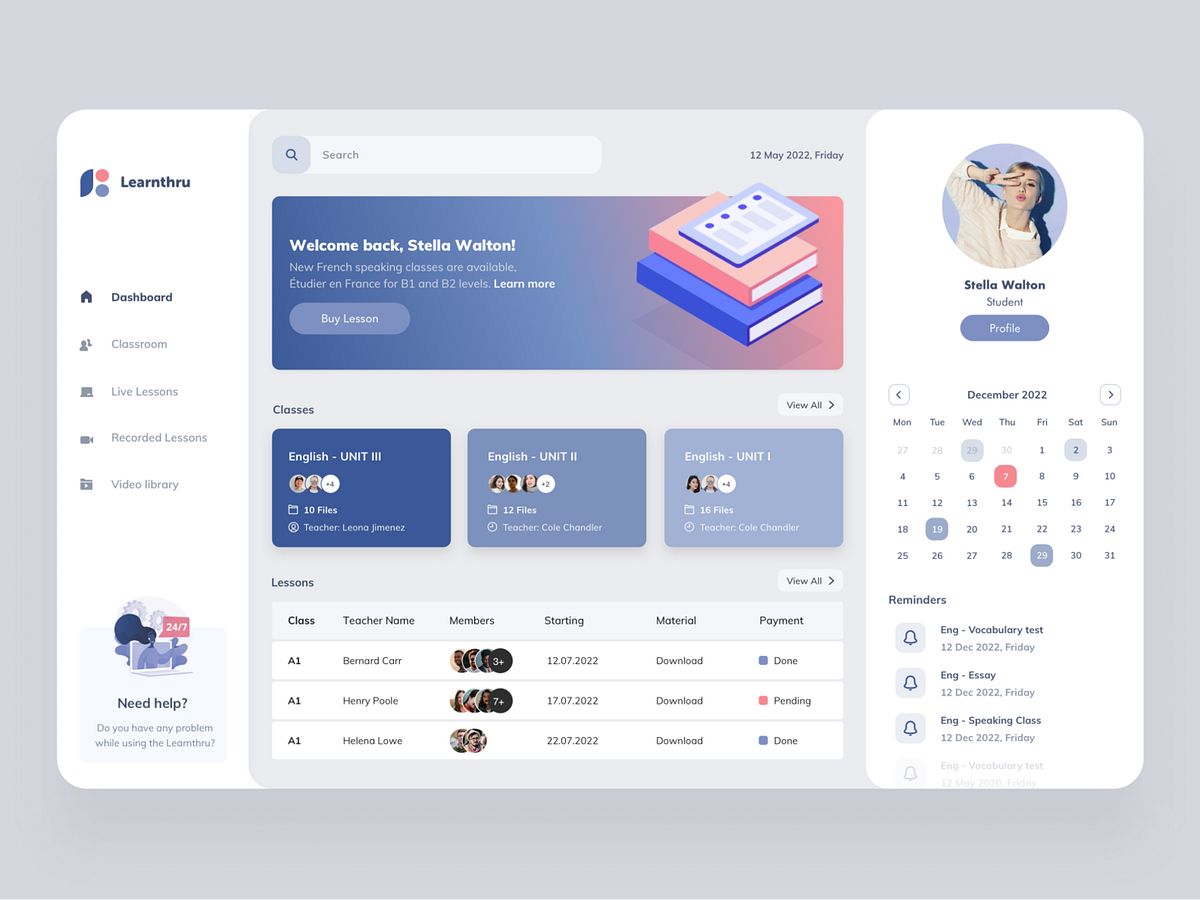 Learnthru
Dashboard
Classroom
Live Lessons
Recorded Lessons
Video library
24/7
Need help?
Do you have any problem
while using the Learnthru?
Search
12 May 2022, Friday
Welcome back, Stella Walton!
New French speaking classes are available,
Étudier en France for B1 and B2 levels. Learn more
Buy Lesson
Classes
View All
English - UNIT III
+4
10 Files
Teacher: Leona Jimenez
English - UNIT II
+2
12 Files
Teacher: Cole Chandler
English - UNIT I
+4
16 Files
Teacher: Cole Chandler
Lessons
View All
Class Teacher Name Members Starting Material Payment
A1 Bernard Carr 3+ 12.07.2022 Download Done
A1 Henry Poole 7+ 17.07.2022 Download Pending
A1 Helena Lowe 22.07.2022 Download Done
Stella Walton
Student
Profile
December 2022
Mon Tue Wed Thu Fri Sat Sun
27 28 29 30 1 2 3
4 5 6 7 8 9 10
11 12 13 14 15 16 17
18 19 20 21 22 23 24
25 26 27 28 29 30 31
Reminders
Eng - Vocabulary test
12 Dec 2022, Friday
Eng - Essay
12 Dec 2022, Friday
Eng - Speaking Class
12 Dec 2022, Friday
Eng - Vocabulary test
12 May 2020, Friday